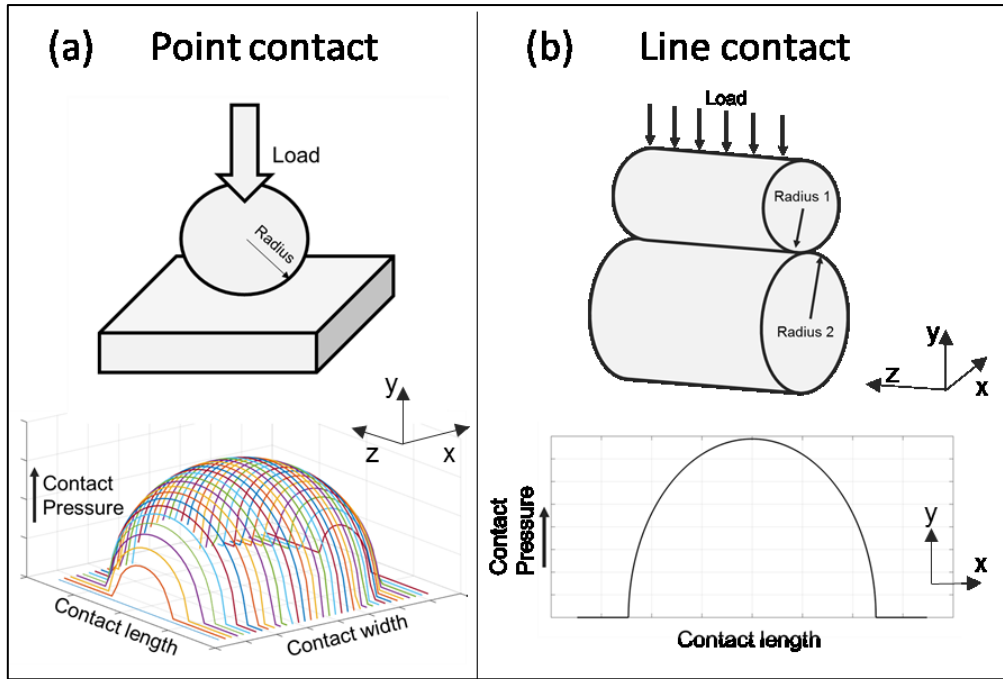 (a) Point contact
Load
Radius
y
z
x
Contact
Pressure
Contact length
Contact width
(b) Line contact
Load
Radius 1
Radius 2
y
z
x
Contact
Pressure
y
x
Contact length